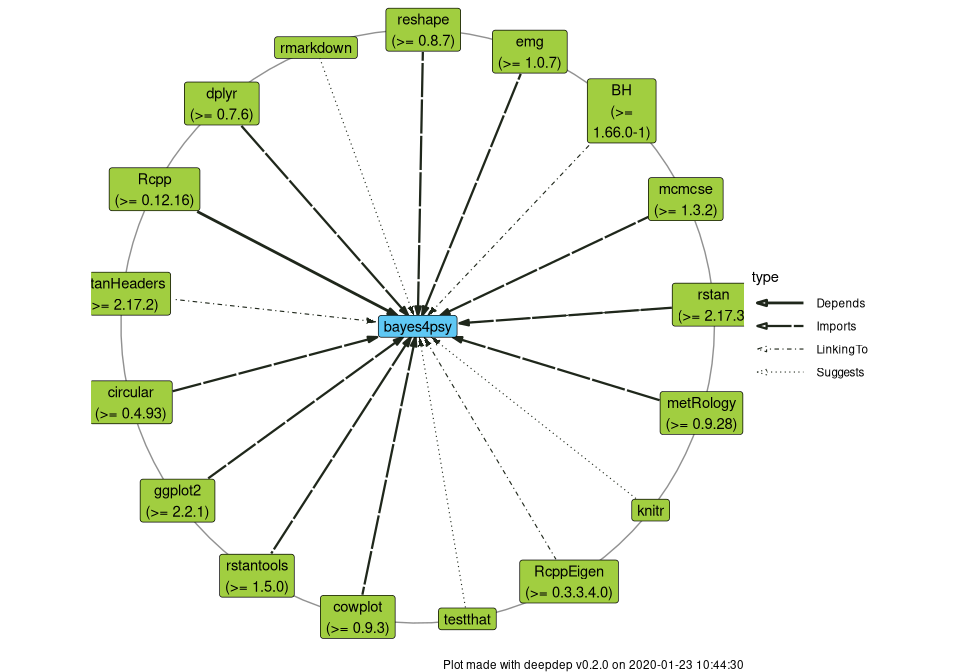 reshape
(>= 0.8.7)
emg
(>= 1.0.7)
rmarkdown
BH
(>=
1.66.0-1)
dplyr
(>= 0.7.6)
Rcpp
(>= 0.12.16)
mcmcse
(>= 1.3.2)
tanHeaders
>= 2.17.2)
rstan
(>= 2.17.3
bayes4psy
circular
(>= 0.4.93)
metRology
(>= 0.9.28)
ggplot2
(>= 2.2.1)
knitr
rstantools
(>= 1.5.0)
RcppEigen
(>= 0.3.3.4.0)
cowplot
(>= 0.9.3)
testthat
type
Depends
Imports
LinkingTo
Suggests
Plot made with deepdep v0.2.0 on 2020-01-23 10:44:30